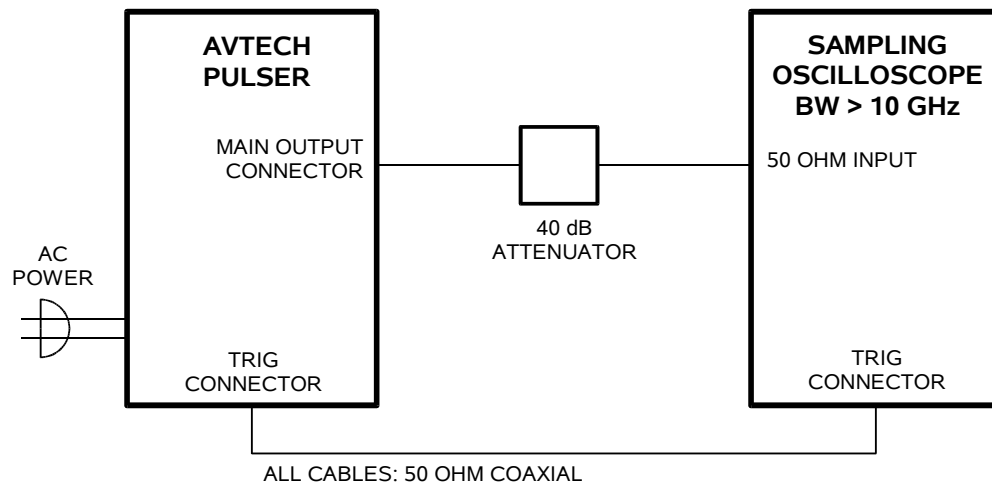 AVTECH
PULSER
MAIN OUTPUT
CONNECTOR
AC
POWER
TRIG
CONNECTOR
40 dB
ATTENUATOR
SAMPLING
OSCILLOSCOPE
BW > 10 GHz
50 OHM INPUT
TRIG
CONNECTOR
ALL CABLES: 50 OHM COAXIAL